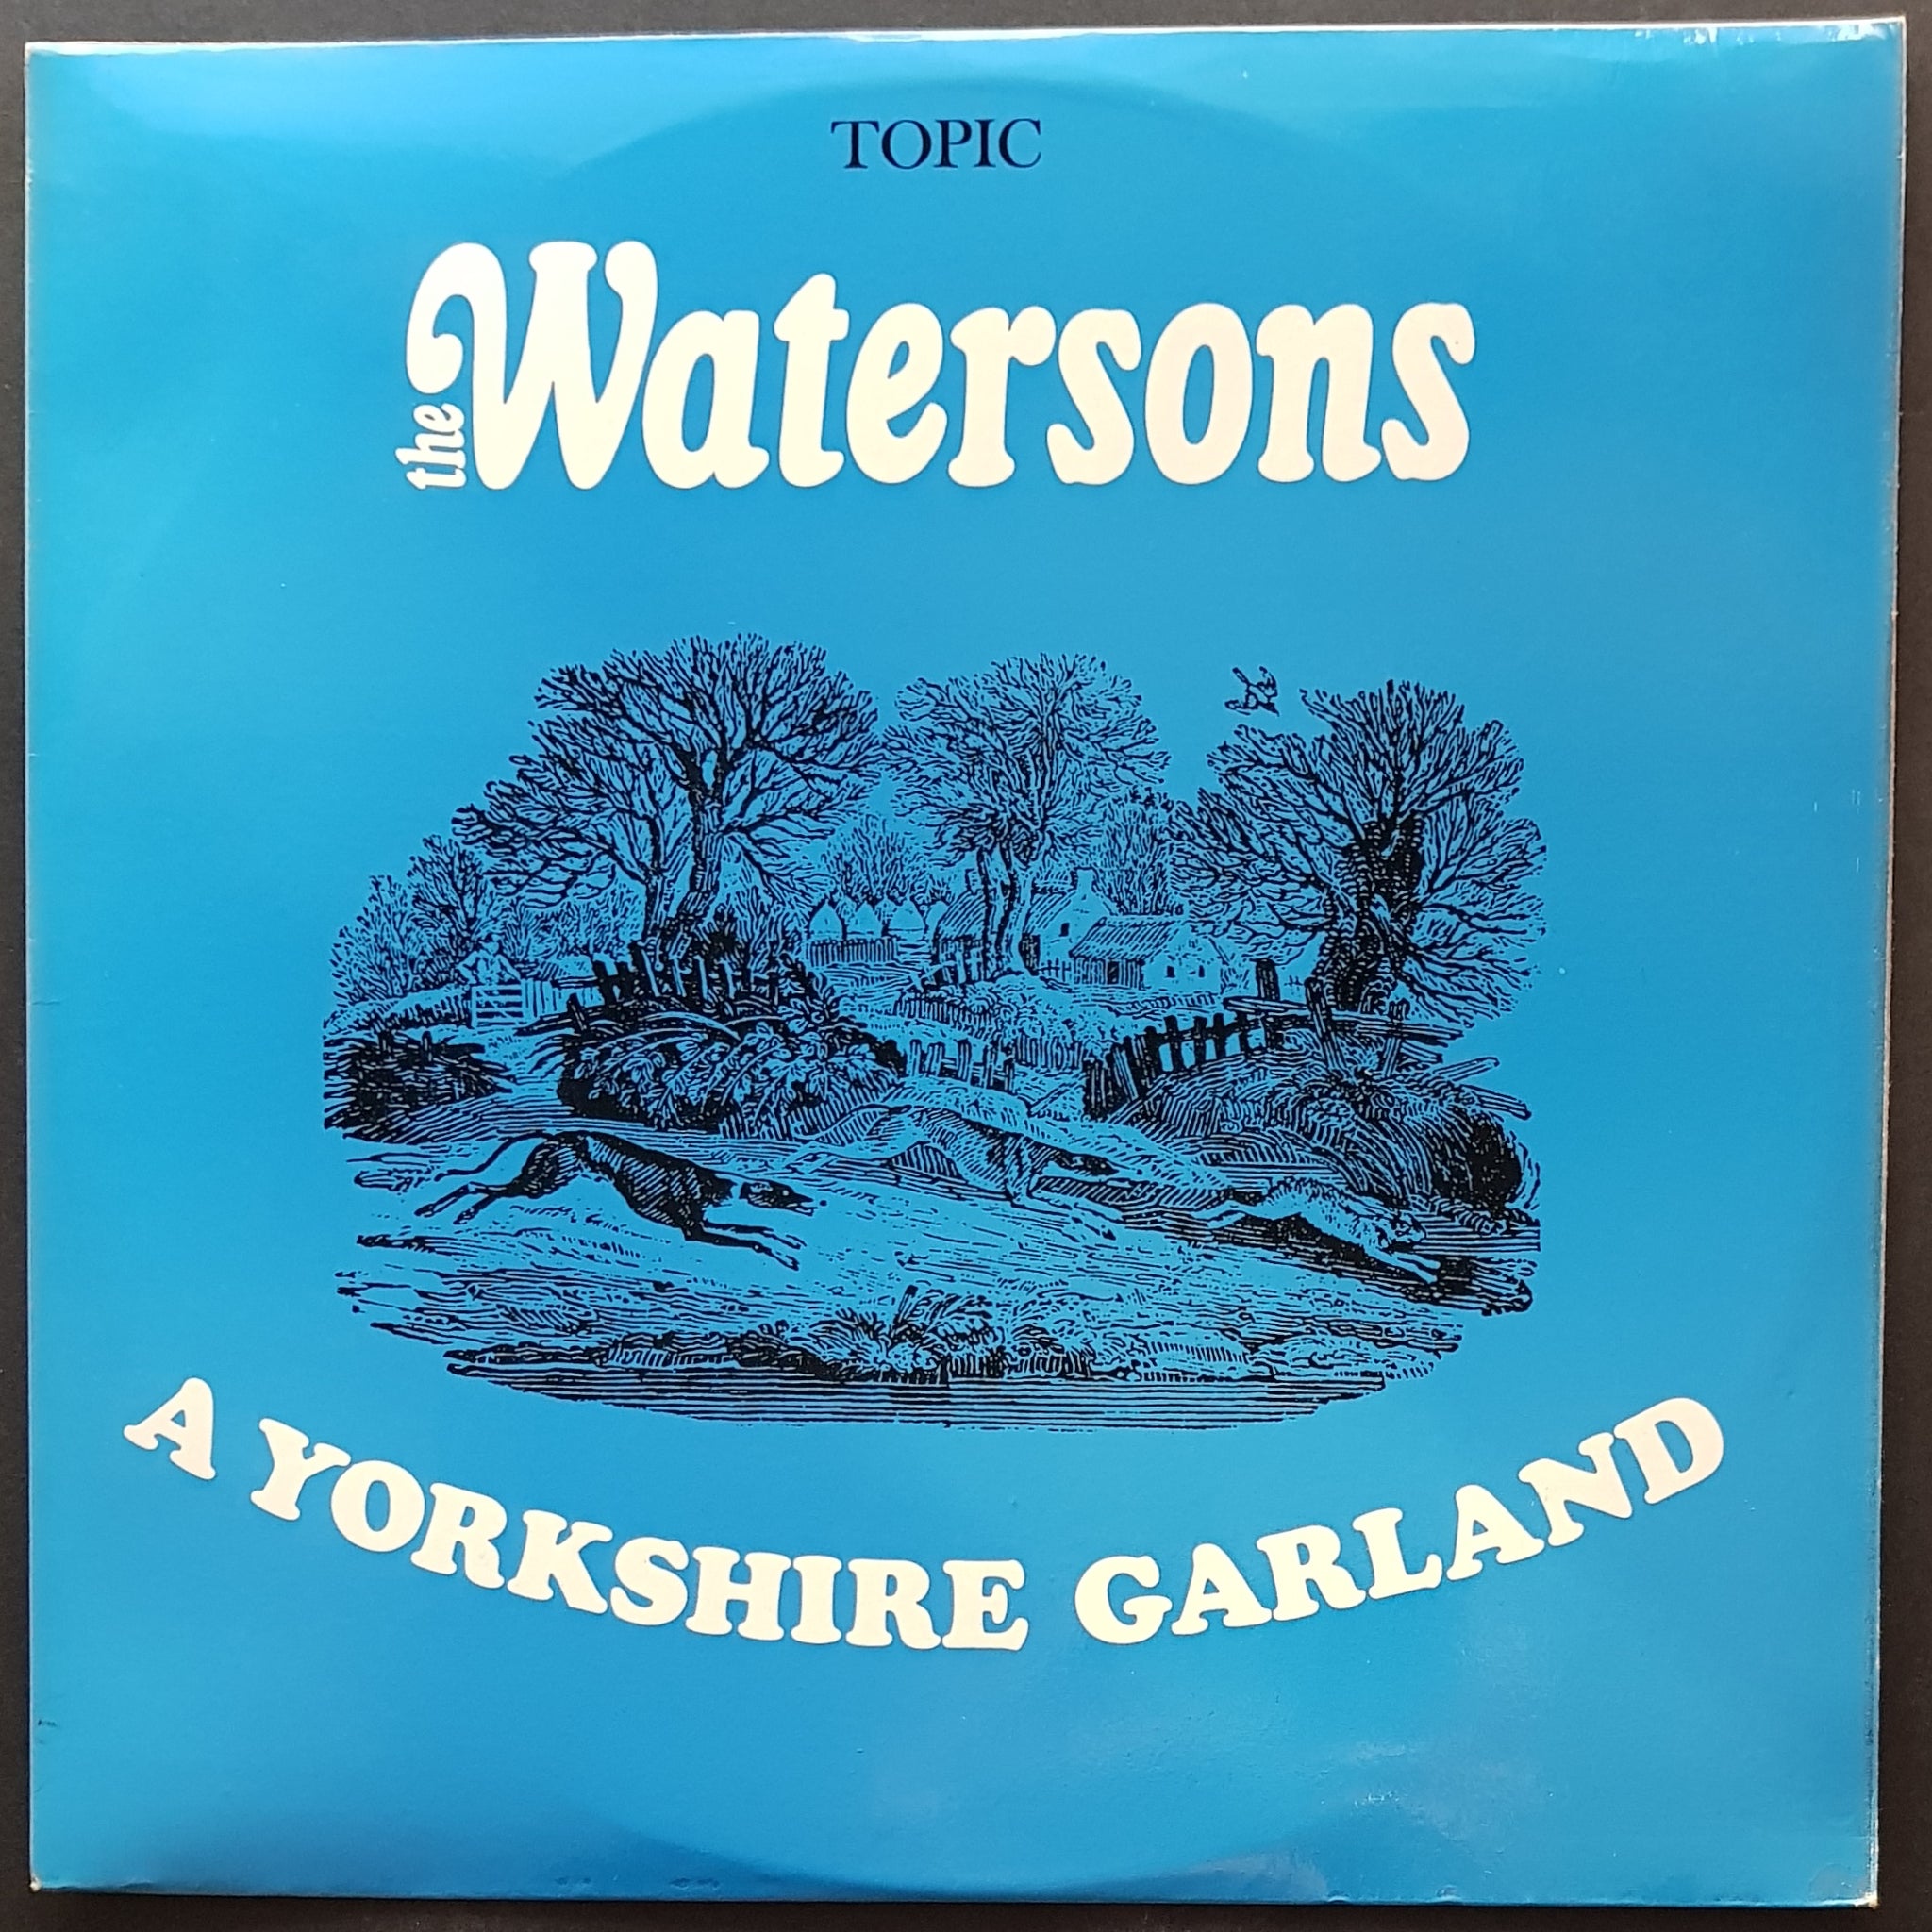 TOPIC
the Watersons
A YORKSHIRE GARLAND